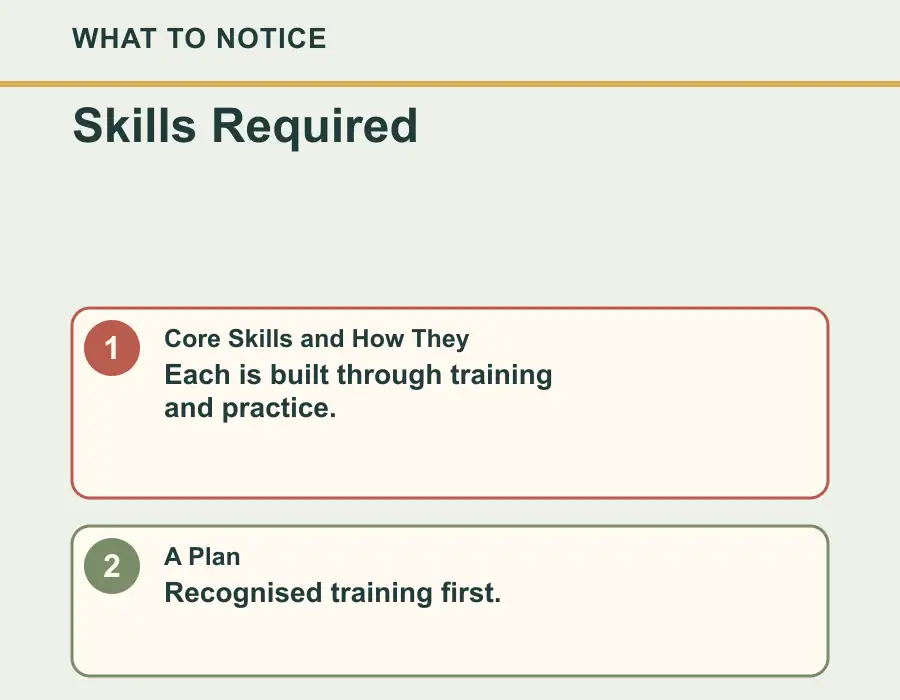 WHAT TO NOTICE
Skills Required
1
Core Skills and How They
Each is built through training
and practice.
2
A Plan
Recognised training first.